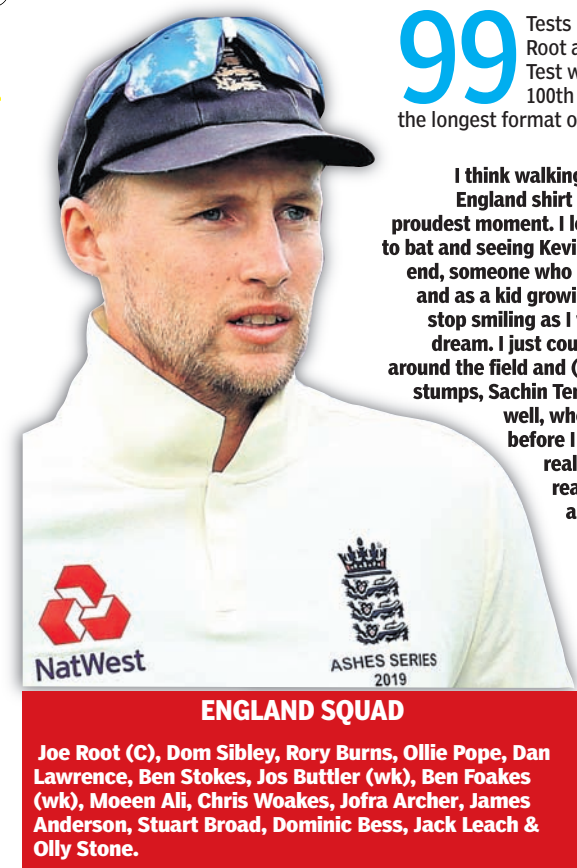 99
Tests
Root a
Test w
100th
the longest format o
I think walking
England shirt
proudest moment. I l
to bat and seeing Kevi
end, someone who
and as a kid growi
stop smiling as I
dream. I just cou
around the field and (
stumps, Sachin Ter
well, wh
before I
real
rea
a
NatWest
ASHES SERIES
2019
ENGLAND SQUAD
Joe Root (C), Dom Sibley, Rory Burns, Ollie Pope, Dan
Lawrence, Ben Stokes, Jos Buttler (wk), Ben Foakes
(wk), Moeen Ali, Chris Woakes, Jofra Archer, James
Anderson, Stuart Broad, Dominic Bess, Jack Leach &
Olly Stone.